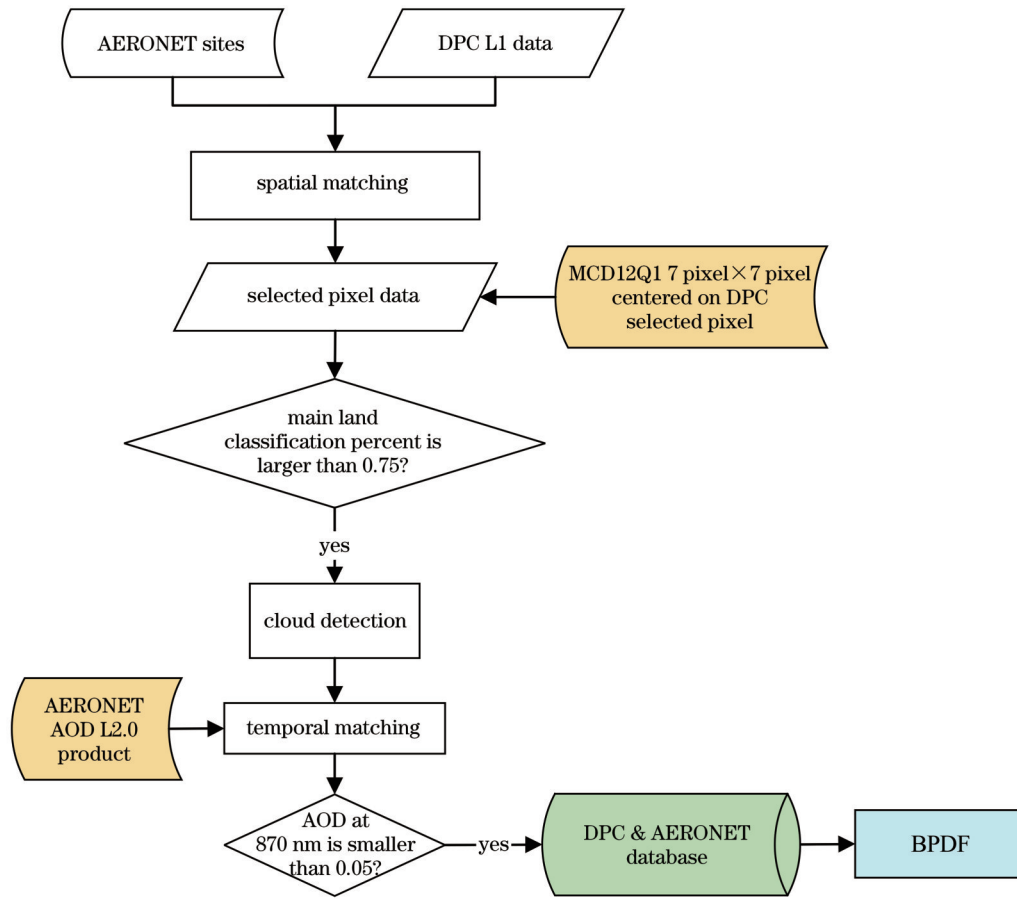 AERONET sites
DPC L1 data
spatial matching
selected pixel data
MCD12Q1 7 pixel×7 pixel
centered on DPC
selected pixel
main land
classification percent is
larger than 0.75?
yes
cloud detection
AERONET
AOD L2.0
product
temporal matching
AOD at
870 nm is smaller
than 0.05?
yes
DPC & AERONET
database
BPDF